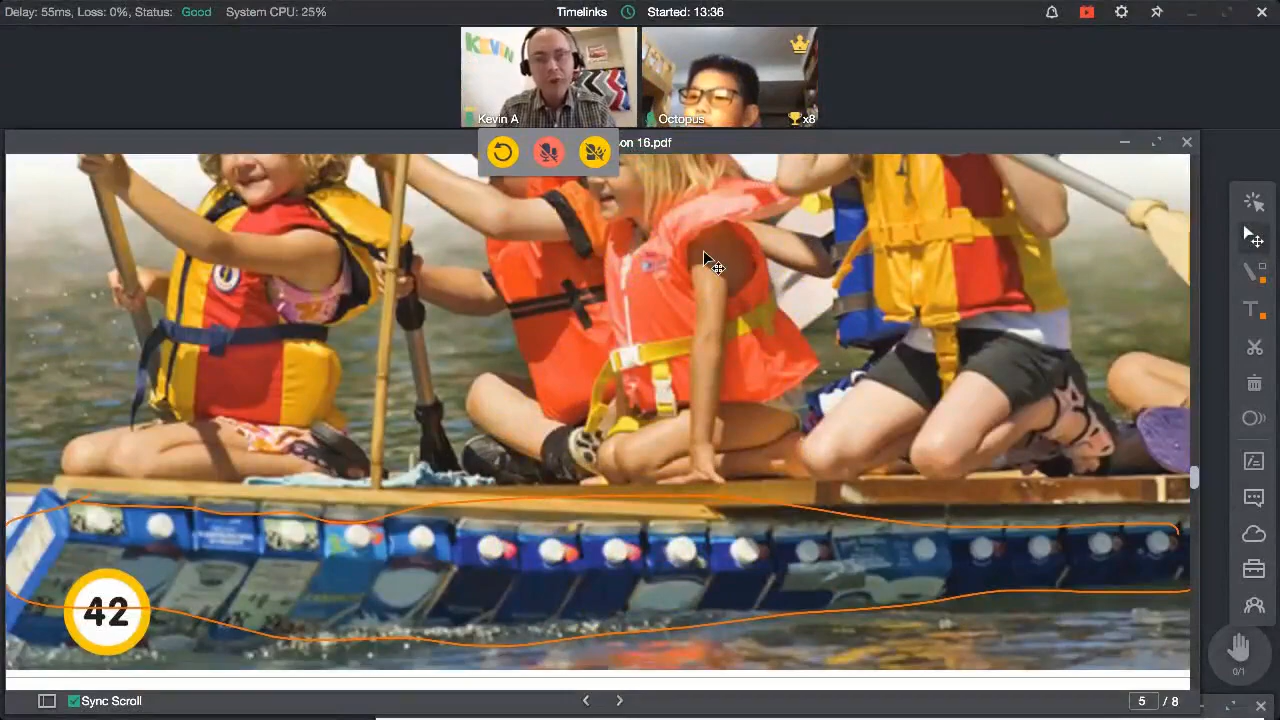 Delay: 55ms, Loss: 0%, Status: Good System CPU: 25%
Timelinks Started: 13:36
KEVIN
Kevin A
Octopus
x8
on 16.pdf
42
0/1
Sync Scroll
5 / 8